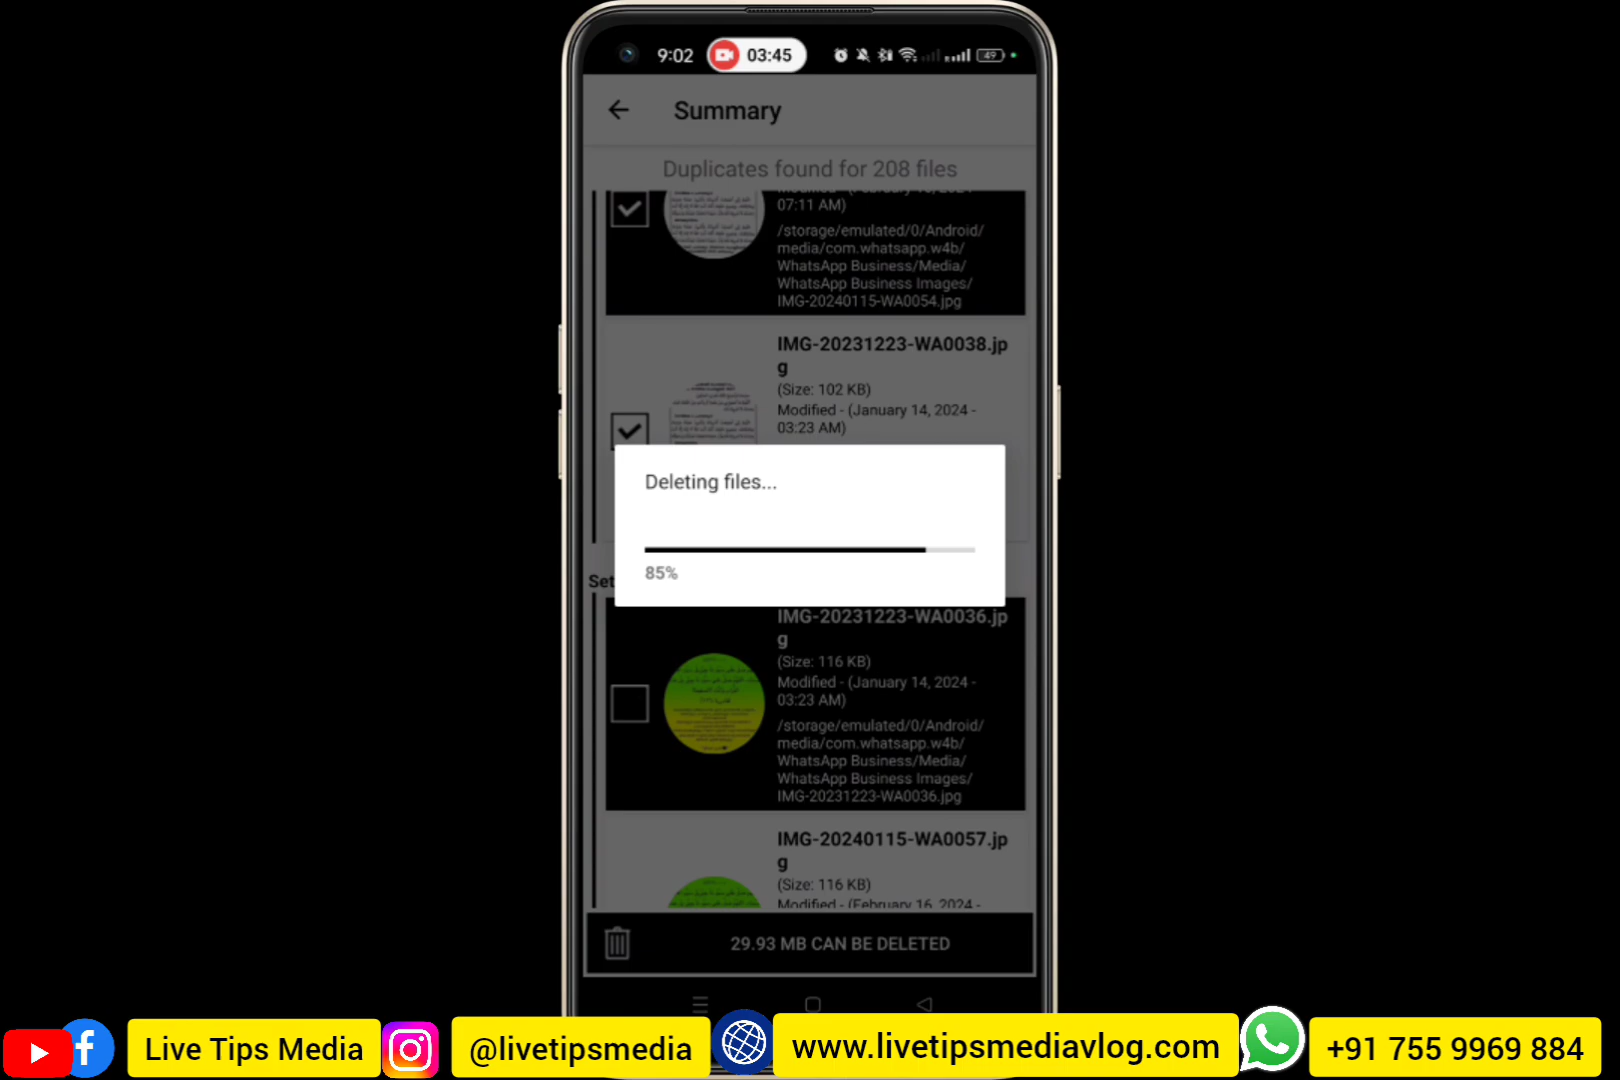 9:02 03:45 49
Summary
Duplicates found for 208 files
07:11 AM)
/storage/emulated/0/Android/
media/com.whatsapp.w4b/
WhatsApp Business/Media/
WhatsApp Business Images/
IMG-20240115-WA0054.jpg
IMG-20231223-WA0038.jp
g
(Size: 102 KB)
Modified - (January 14, 2024 -
03:23 AM)
Deleting files...
85%
Set
IMG-20231223-WA0036.jp
g
(Size: 116 KB)
Modified - (January 14, 2024 -
03:23 AM)
/storage/emulated/0/Android/
media/com.whatsapp.w4b/
WhatsApp Business/Media/
WhatsApp Business Images/
IMG-20231223-WA0036.jpg
IMG-20240115-WA0057.jp
g
(Size: 116 KB)
Modified - (February 16, 2024 -
29.93 MB CAN BE DELETED
Live Tips Media @livetipsmedia www.livetipsmediavlog.com +91 755 9969 884